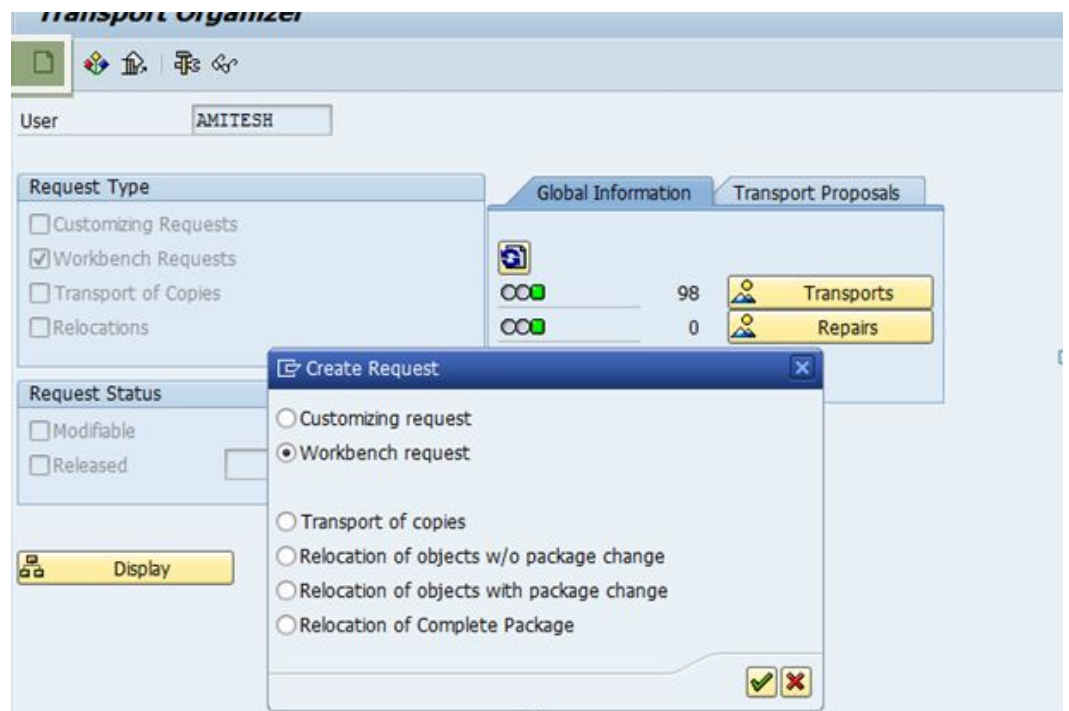 Transport Organizer
User AMITESH
Request Type
Customizing Requests
Workbench Requests
Transport of Copies
Relocations
Global Information Transport Proposals
98 Transports
0 Repairs
Request Status
Modifiable
Released
Display
Create Request
Customizing request
Workbench request
Transport of copies
Relocation of objects w/o package change
Relocation of objects with package change
Relocation of Complete Package